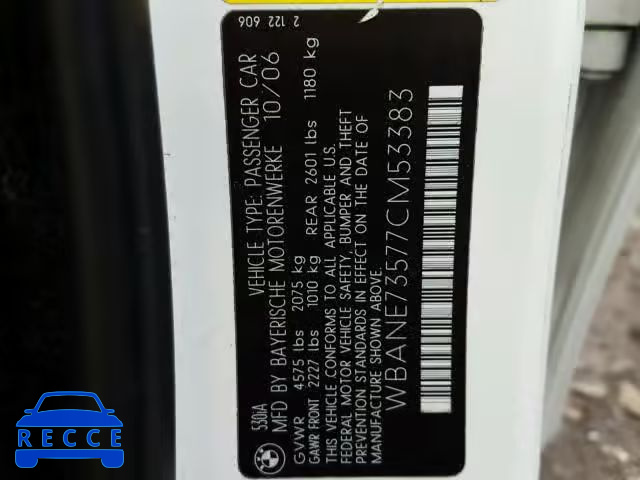 530iA
VEHICLE TYPE: PASSENGER CAR
MFD BY BAYERISCHE MOTORENWERKE 10/06
GVWR 4575 lbs 2075 kg
GAWR FRONT 2227 lbs 1010 kg REAR 2601 lbs 1180 kg
THIS VEHICLE CONFORMS TO ALL APPLICABLE U.S.
FEDERAL MOTOR VEHICLE SAFETY, BUMPER AND THEFT
PREVENTION STANDARDS IN EFFECT ON THE DATE OF
MANUFACTURE SHOWN ABOVE.
WBANE73577CM53383
2 122 606
BMW
RECCE